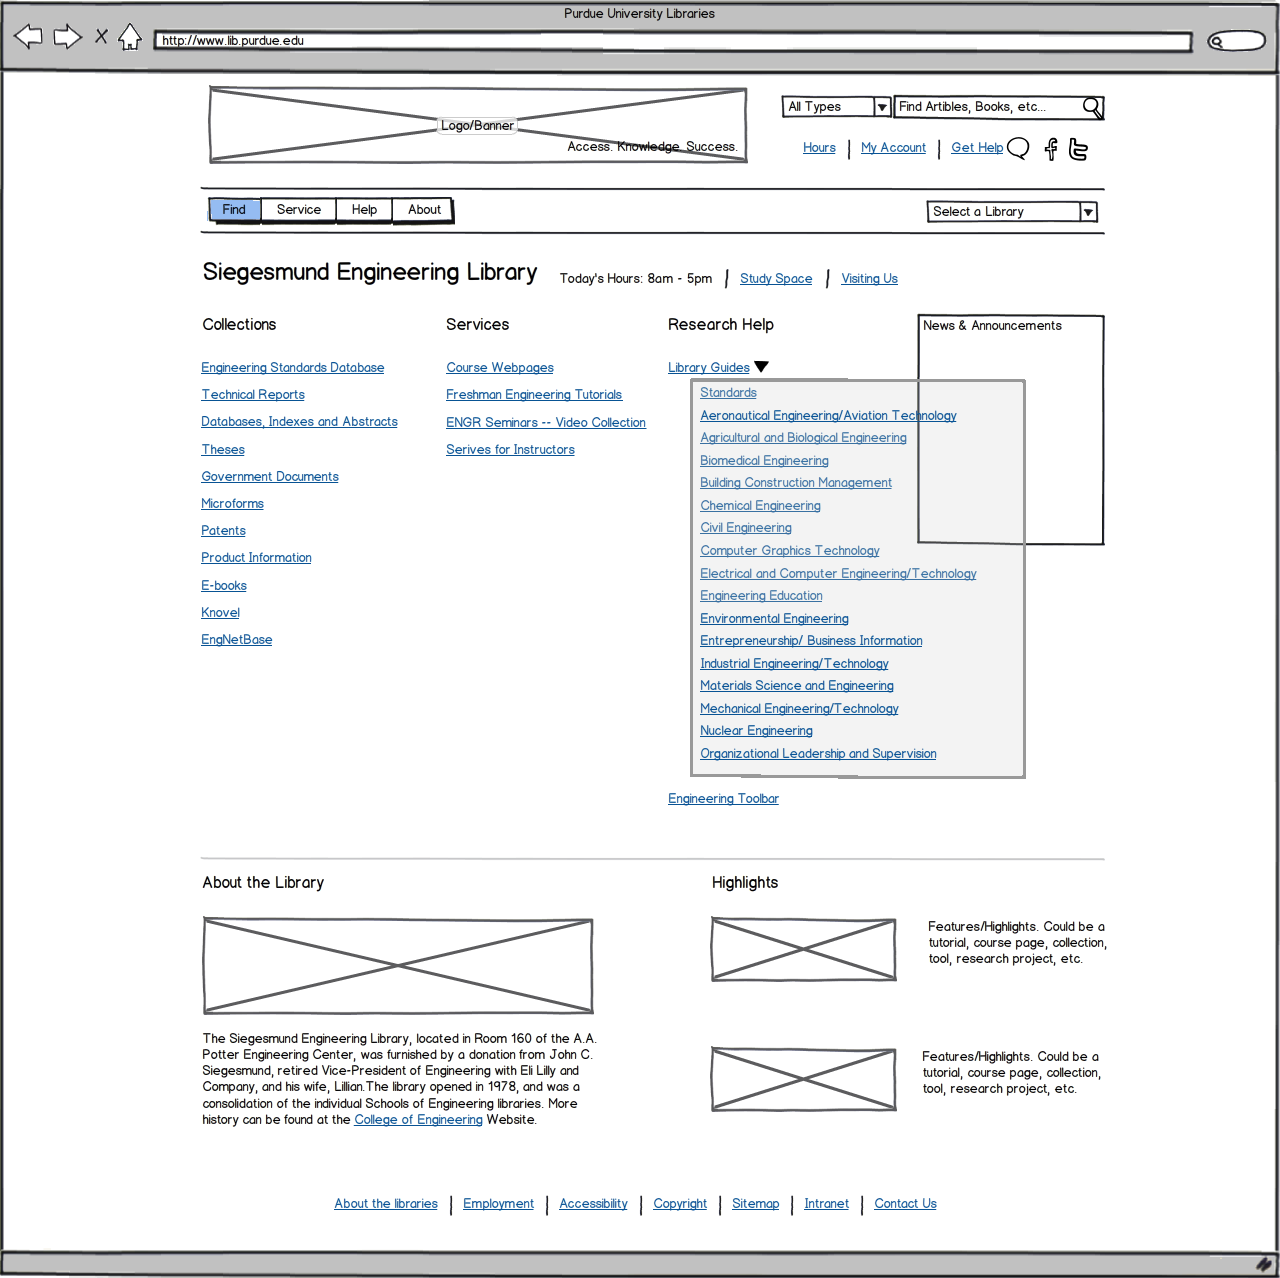 Purdue University Libraries
http://www.lib.purdue.edu
Logo/Banner
Access. Knowledge. Success.
All Types
Find Artibles, Books, etc...
Hours
My Account
Get Help
Find
Service
Help
About
Select a Library
Siegesmund Engineering Library
Today's Hours: 8am - 5pm
Study Space
Visiting Us
Collections
Engineering Standards Database
Technical Reports
Databases, Indexes and Abstracts
Theses
Government Documents
Microforms
Patents
Product Information
E-books
Knovel
EngNetBase
Services
Course Webpages
Freshman Engineering Tutorials
ENGR Seminars -- Video Collection
Serives for Instructors
Research Help
Library Guides
Standards
Aeronautical Engineering/Aviation Technology
Agricultural and Biological Engineering
Biomedical Engineering
Building Construction Management
Chemical Engineering
Civil Engineering
Computer Graphics Technology
Electrical and Computer Engineering/Technology
Engineering Education
Environmental Engineering
Entrepreneurship/ Business Information
Industrial Engineering/Technology
Materials Science and Engineering
Mechanical Engineering/Technology
Nuclear Engineering
Organizational Leadership and Supervision
Engineering Toolbar
News & Announcements
About the Library
The Siegesmund Engineering Library, located in Room 160 of the A.A.
Potter Engineering Center, was furnished by a donation from John C.
Siegesmund, retired Vice-President of Engineering with Eli Lilly and
Company, and his wife, Lillian.The library opened in 1978, and was a
consolidation of the individual Schools of Engineering libraries. More
history can be found at the College of Engineering Website.
Highlights
Features/Highlights. Could be a
tutorial, course page, collection,
tool, research project, etc.
Features/Highlights. Could be a
tutorial, course page, collection,
tool, research project, etc.
About the libraries
Employment
Accessibility
Copyright
Sitemap
Intranet
Contact Us